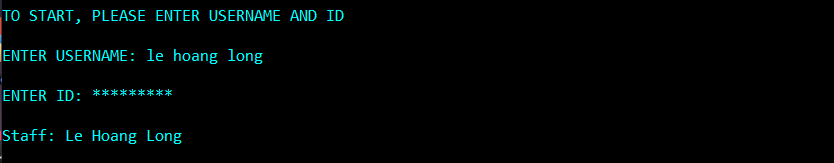 TO START, PLEASE ENTER USERNAME AND ID
ENTER USERNAME: le hoang long
ENTER ID: *********
Staff: Le Hoang Long